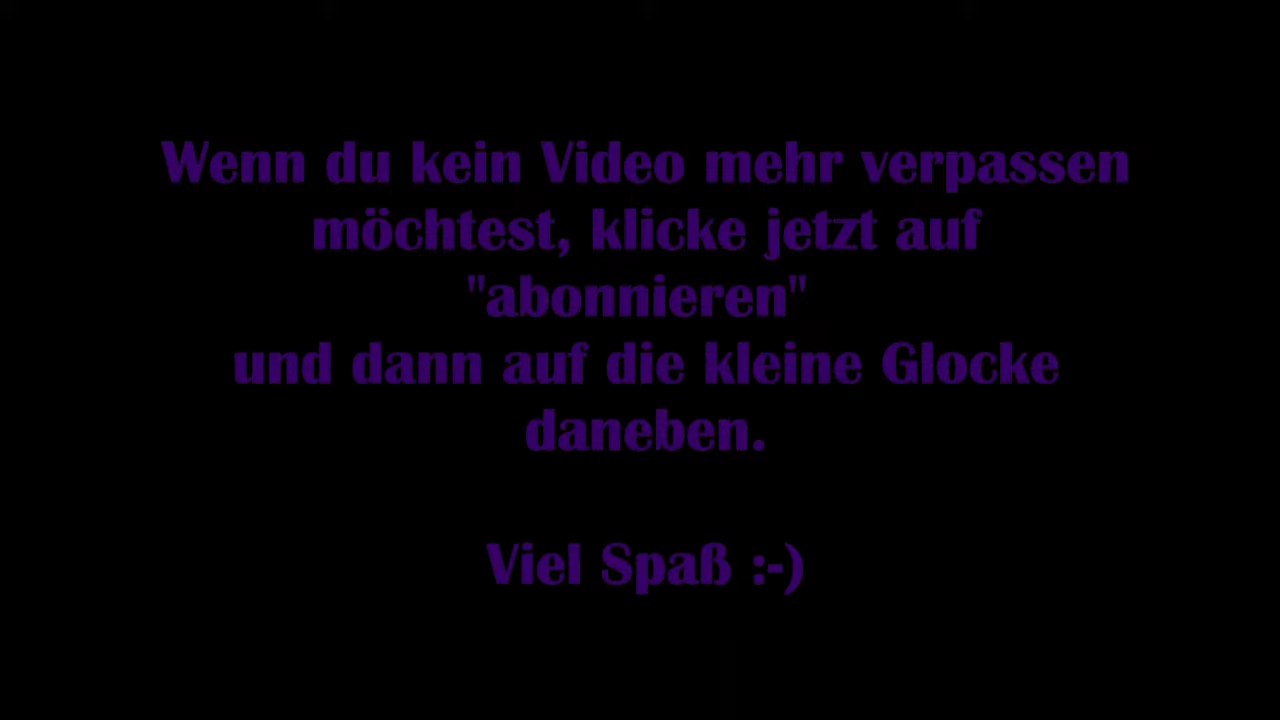 Wenn du kein Video mehr verpassen
möchtest, klicke jetzt auf
"abonnieren"
und dann auf die kleine Glocke
daneben.
Viel Spaß :-)